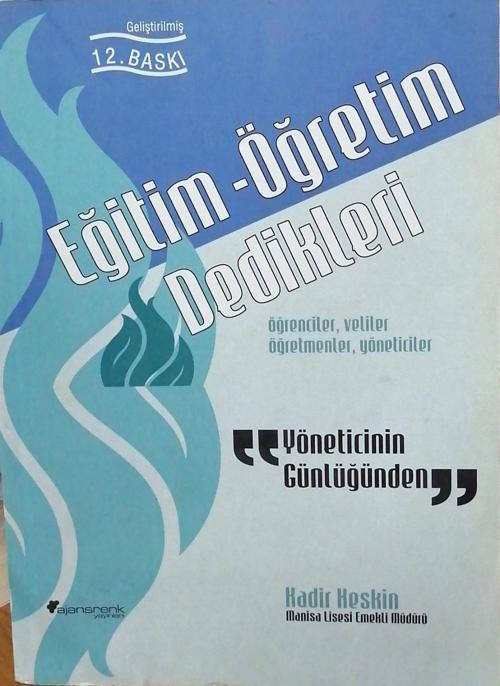 Geliştirilmiş
12. BASKI
Eğitim - Öğretim
Dedikleri
öğrenciler, veliler
öğretmenler, yöneticiler
“Yöneticinin
Günlüğünden”
Kadir Keskin
Manisa Lisesi Emekli Müdürü
ajansrenk
yayınları